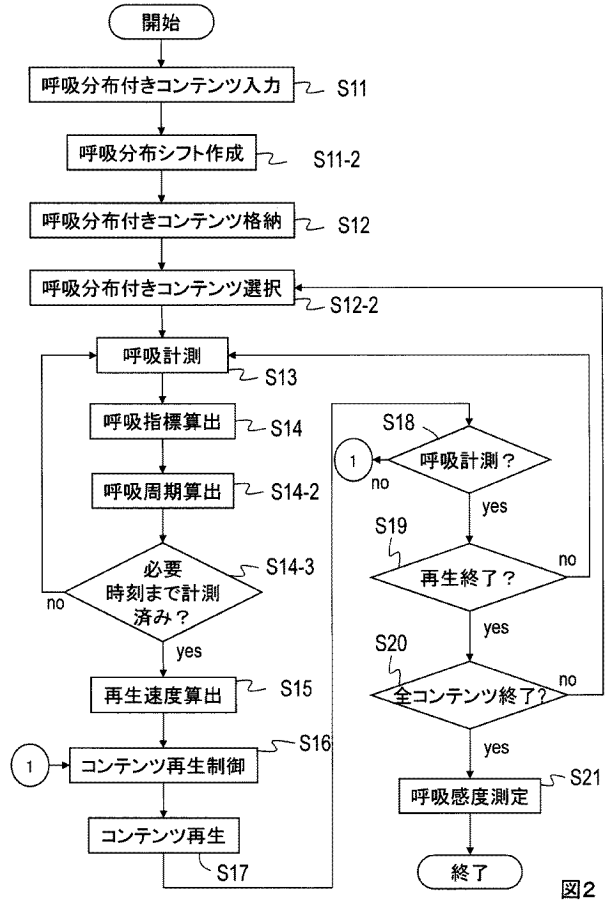 開始
呼吸分布付きコンテンツ入力
S11
呼吸分布シフト作成
S11-2
呼吸分布付きコンテンツ格納
S12
呼吸分布付きコンテンツ選択
S12-2
呼吸計測
S13
呼吸指標算出
S14
呼吸周期算出
S14-2
必要
時刻まで計測
済み?
S14-3
no
yes
再生速度算出
S15
1
コンテンツ再生制御
S16
コンテンツ再生
S17
S18
呼吸計測?
1
no
yes
S19
再生終了?
no
yes
S20
全コンテンツ終了?
no
yes
呼吸感度測定
S21
終了
図2